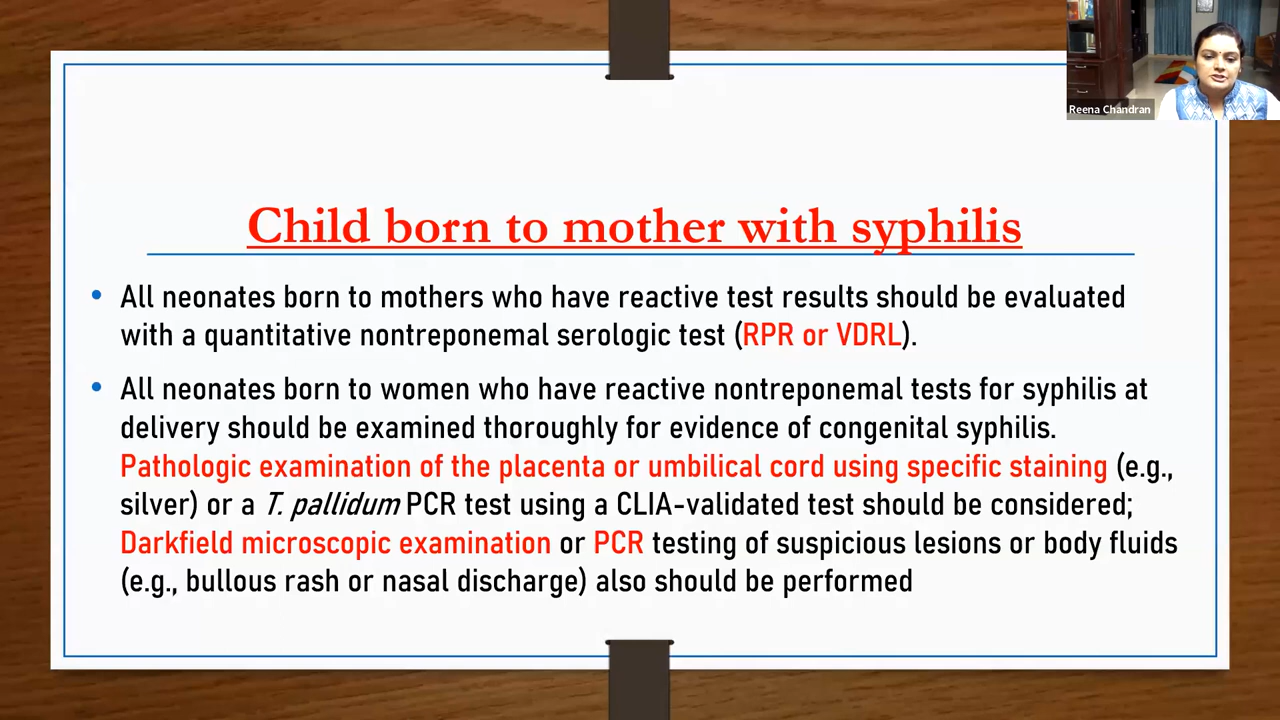 Reena Chandran
Child born to mother with syphilis
• All neonates born to mothers who have reactive test results should be evaluated
with a quantitative nontreponemal serologic test (RPR or VDRL).
• All neonates born to women who have reactive nontreponemal tests for syphilis at
delivery should be examined thoroughly for evidence of congenital syphilis.
Pathologic examination of the placenta or umbilical cord using specific staining (e.g.,
silver) or a T. pallidum PCR test using a CLIA-validated test should be considered;
Darkfield microscopic examination or PCR testing of suspicious lesions or body fluids
(e.g., bullous rash or nasal discharge) also should be performed